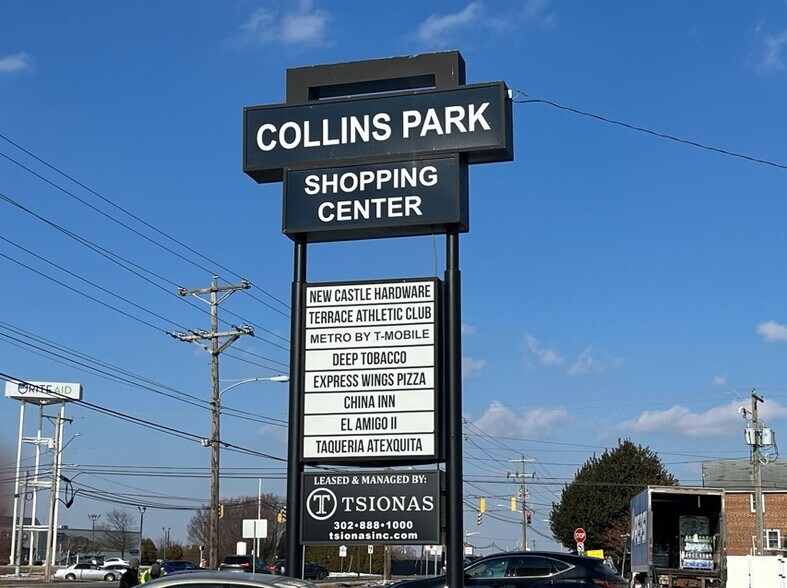 COLLINS PARK
SHOPPING
CENTER
NEW CASTLE HARDWARE
TERRACE ATHLETIC CLUB
METRO BY T-MOBILE
DEEP TOBACCO
EXPRESS WINGS PIZZA
CHINA INN
EL AMIGO II
TAQUERIA ATEXQUITA
LEASED & MANAGED BY:
T TSIONAS
302-888-1000
tsionasinc.com
RITE AID
STOP